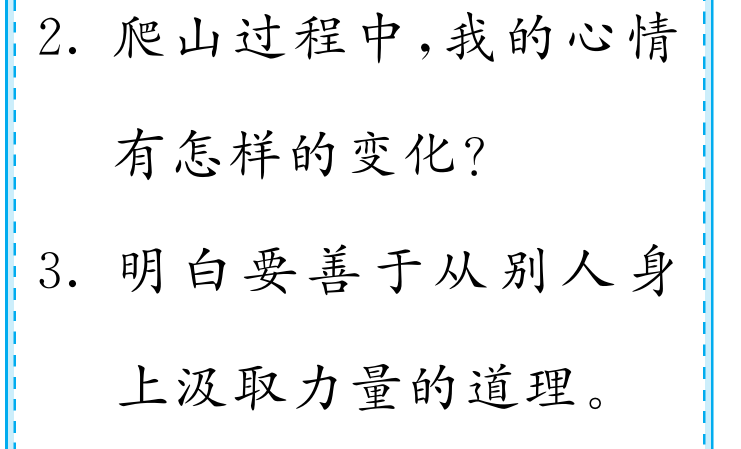 2. 爬山过程中,我的心情
有怎样的变化?
3. 明白要善于从别人身
上汲取力量的道理。